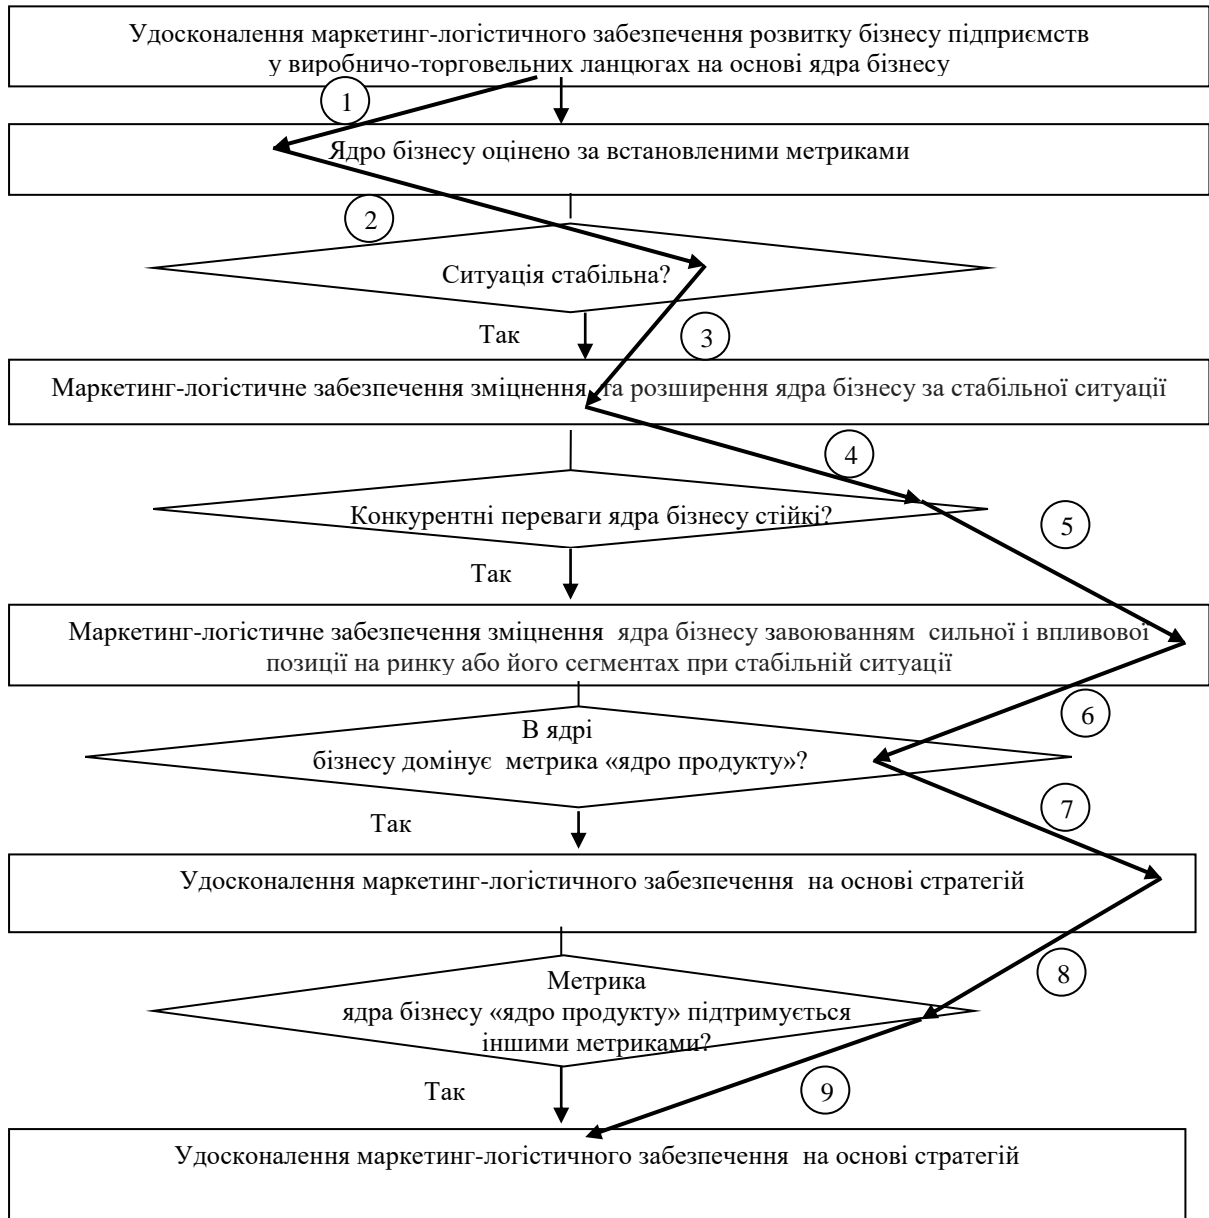 Удосконалення маркетинг-логістичного забезпечення розвитку бізнесу підприємств
у виробничо-торговельних ланцюгах на основі ядра бізнесу
1
Ядро бізнесу оцінено за встановленими метриками
2
Ситуація стабільна?
Так
3
Маркетинг-логістичне забезпечення зміцнення та розширення ядра бізнесу за стабільної ситуації
4
Конкурентні переваги ядра бізнесу стійкі?
5
Так
Маркетинг-логістичне забезпечення зміцнення ядра бізнесу завоюванням сильної і впливової
позиції на ринку або його сегментах при стабільній ситуації
6
В ядрі
бізнесу домінує метрика «ядро продукту»?
7
Так
Удосконалення маркетинг-логістичного забезпечення на основі стратегій
8
Метрика
ядра бізнесу «ядро продукту» підтримується
іншими метриками?
Так
9
Удосконалення маркетинг-логістичного забезпечення на основі стратегій